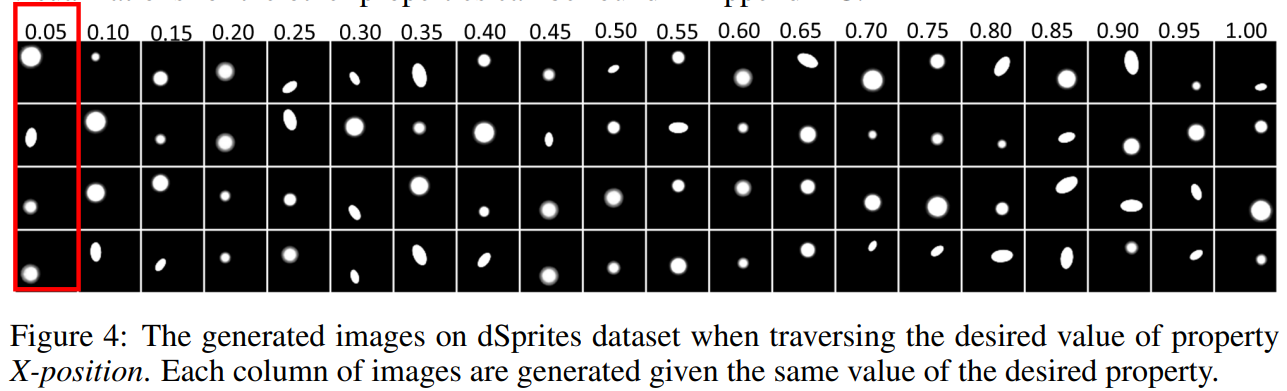 0.05 0.10 0.15 0.20 0.25 0.30 0.35 0.40 0.45 0.50 0.55 0.60 0.65 0.70 0.75 0.80 0.85 0.90 0.95 1.00
Figure 4: The generated images on dSprites dataset when traversing the desired value of property
X-position. Each column of images are generated given the same value of the desired property.